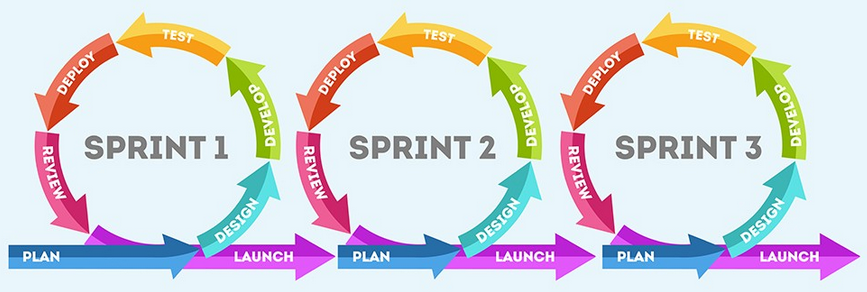 TEST
DEPLOY
DEVELOP
SPRINT 1
REVIEW
DESIGN
PLAN
LAUNCH
TEST
DEPLOY
DEVELOP
SPRINT 2
REVIEW
DESIGN
PLAN
LAUNCH
TEST
DEPLOY
DEVELOP
SPRINT 3
REVIEW
DESIGN
PLAN
LAUNCH